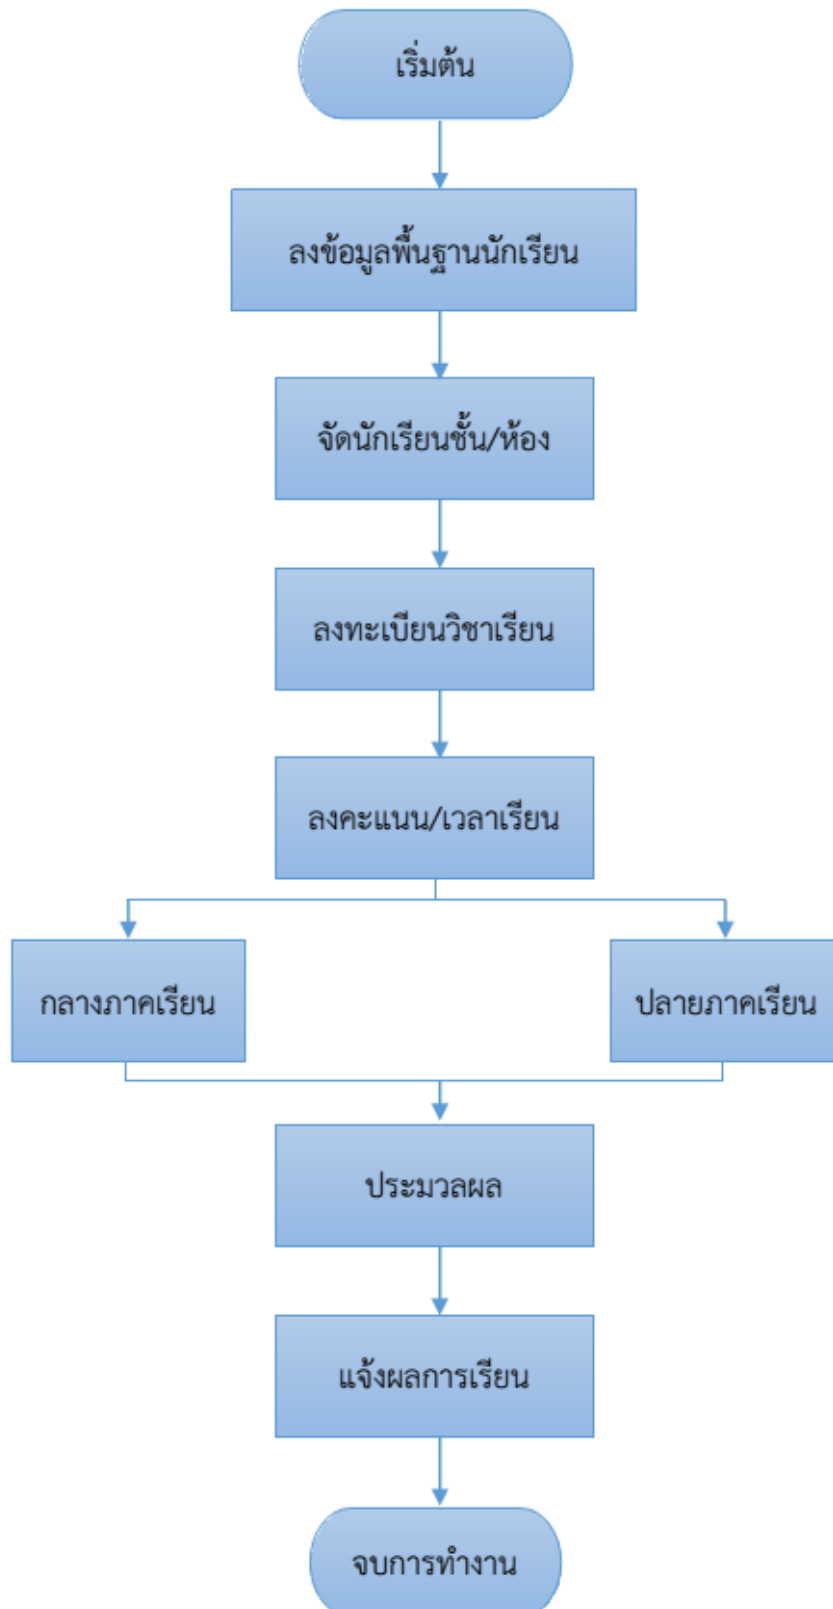 เริ่มต้น
ลงข้อมูลพื้นฐานนักเรียน
จัดนักเรียนชั้น/ห้อง
ลงทะเบียนวิชาเรียน
ลงคะแนน/เวลาเรียน
กลางภาคเรียน
ปลายภาคเรียน
ประมวลผล
แจ้งผลการเรียน
จบการทำงาน